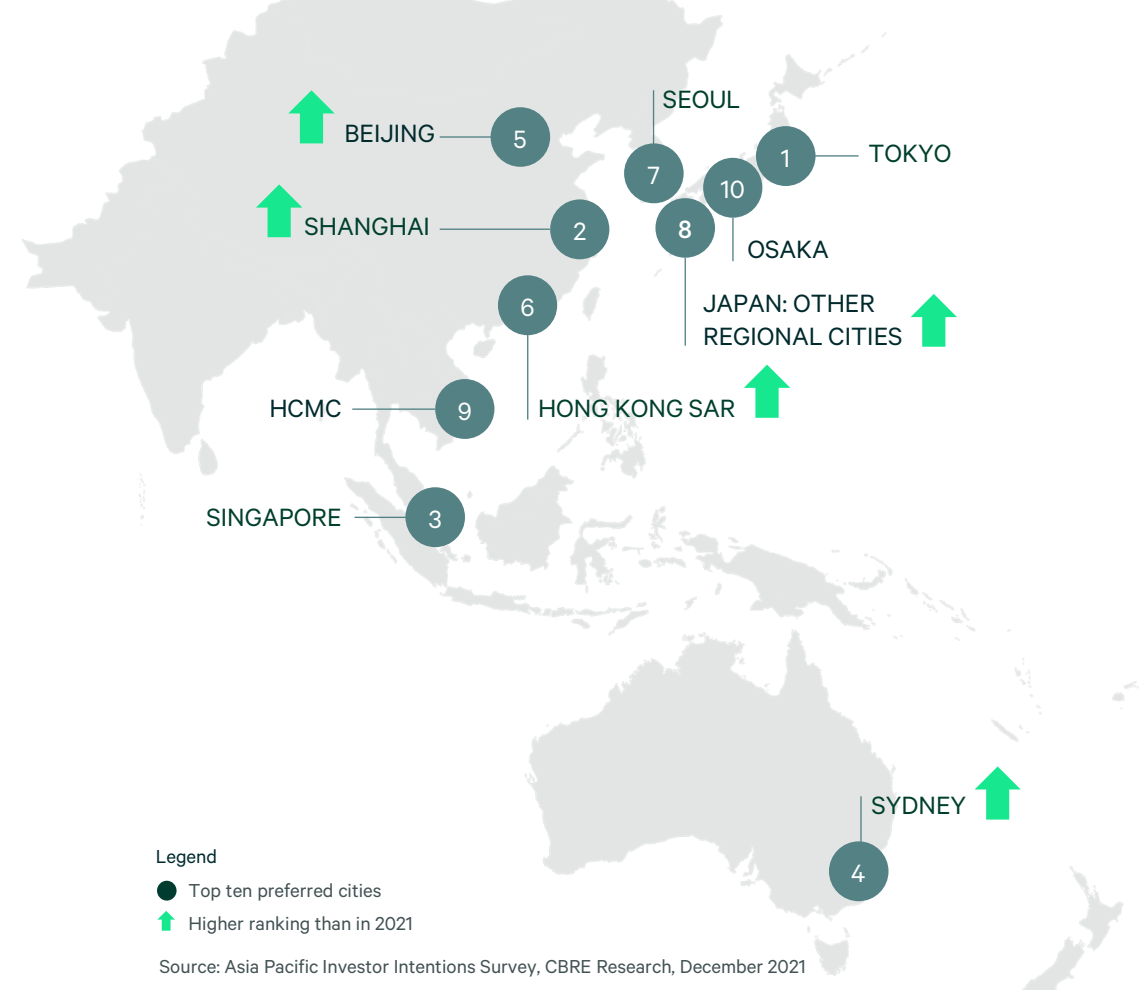 SEOUL
BEIJING
5
1
TOKYO
7
10
SHANGHAI
2
8
OSAKA
6
JAPAN: OTHER
REGIONAL CITIES
HCMC
9
HONG KONG SAR
SINGAPORE
3
SYDNEY
4
Legend
Top ten preferred cities
Higher ranking than in 2021
Source: Asia Pacific Investor Intentions Survey, CBRE Research, December 2021